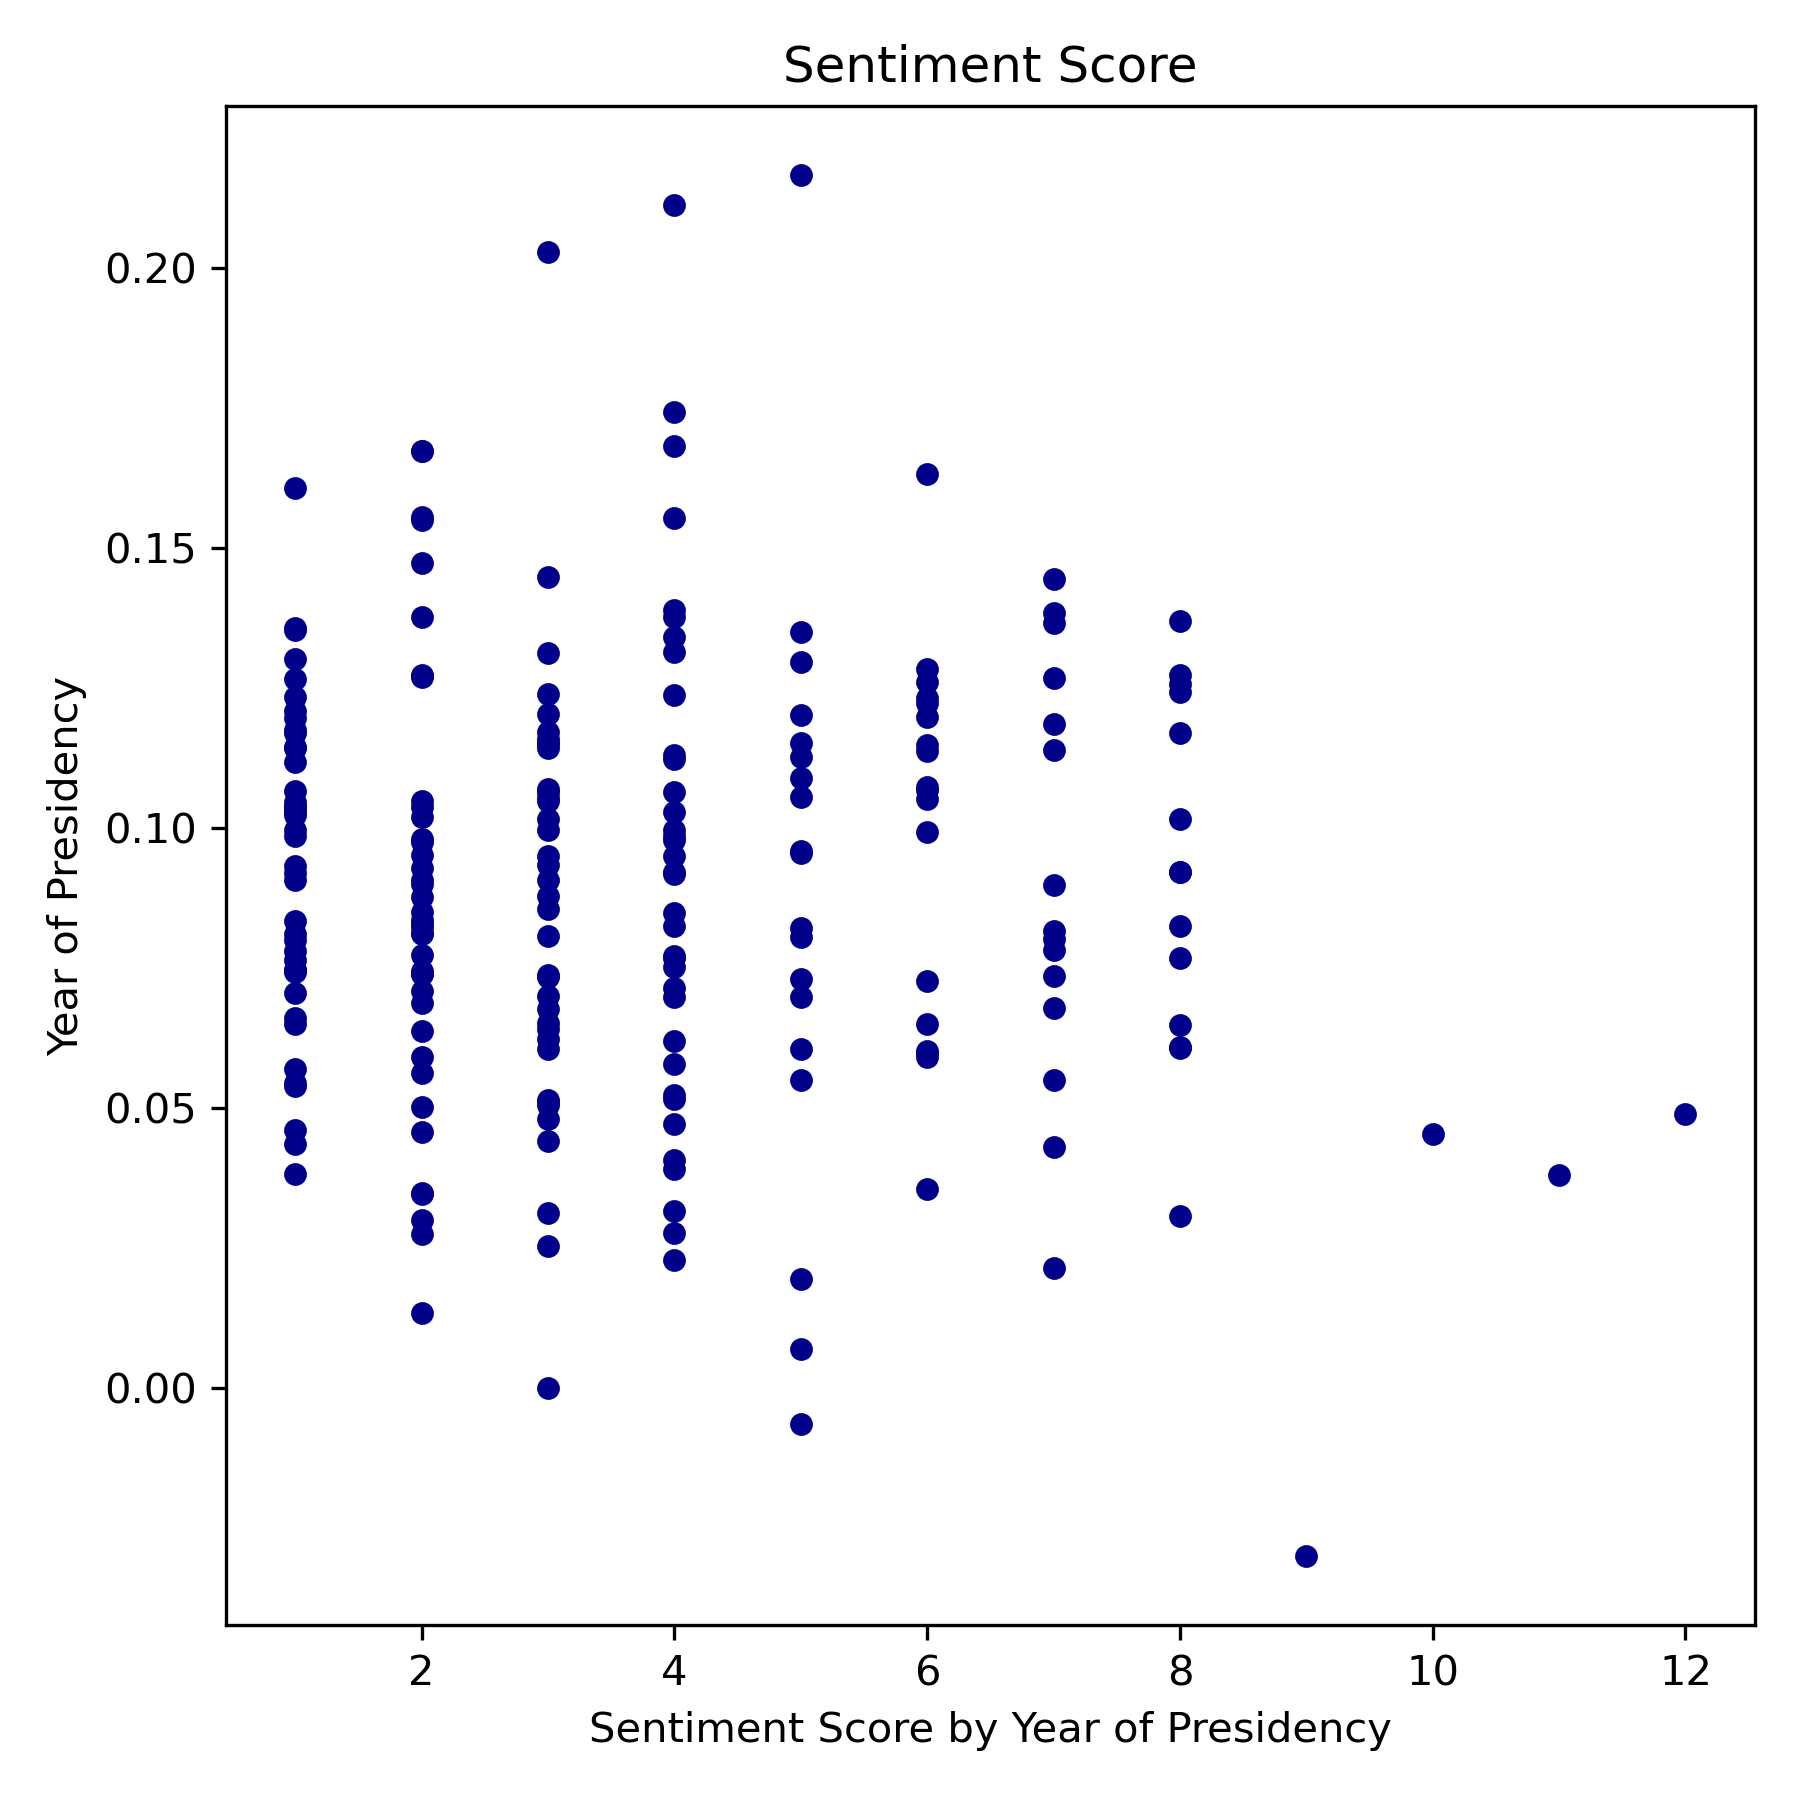 Sentiment Score
0.20
0.15
0.10
0.05
0.00
Year of Presidency
2 4 6 8 10 12
Sentiment Score by Year of Presidency